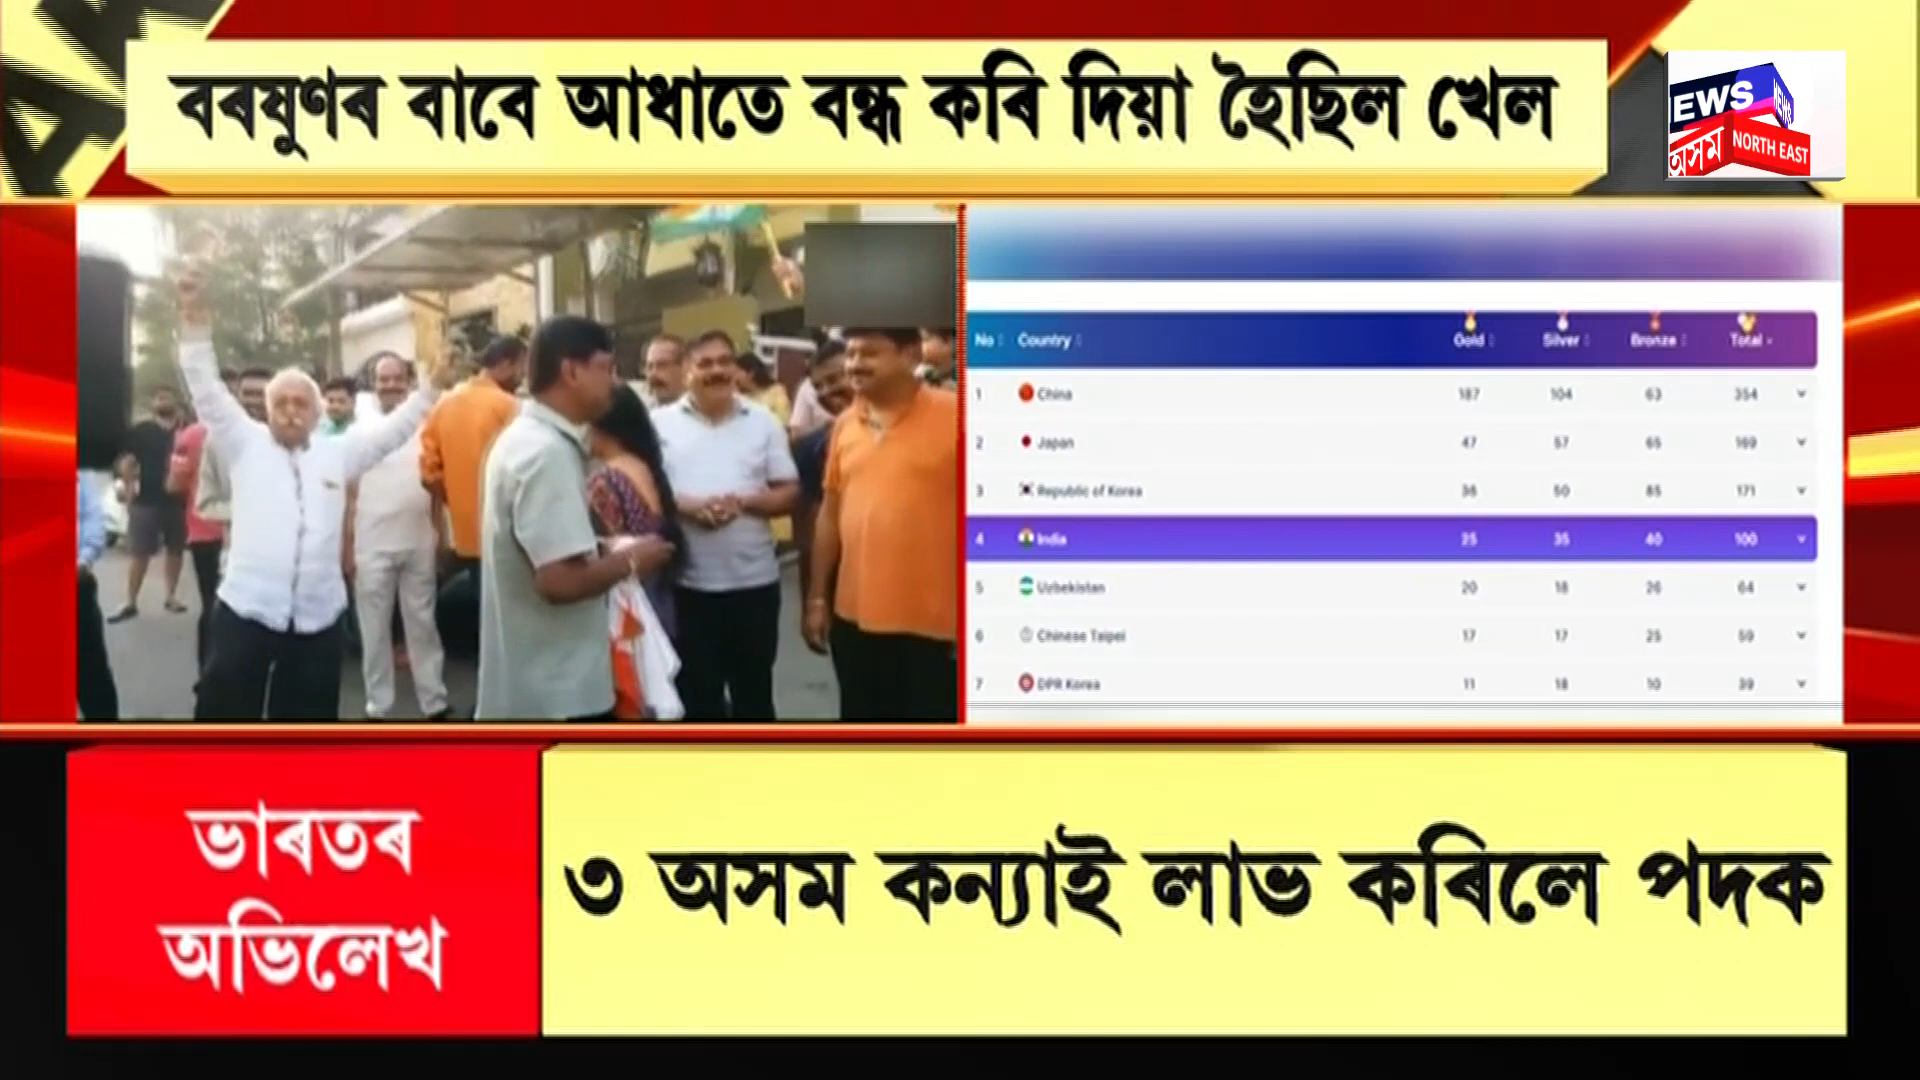 বৰষুণৰ বাবে আধাতে বন্ধ কৰি দিয়া হৈছিল খেল
EWS
NEWS
অসম
NORTH EAST
No Country Gold Silver Bronze Total
1 China 187 104 63 354
2 Japan 47 57 65 169
3 Republic of Korea 36 50 85 171
4 India 25 35 40 100
5 Uzbekistan 20 18 26 64
6 Chinese Taipei 17 17 25 59
7 DPR Korea 11 18 10 39
ভাৰতৰ
অভিলেখ
৩ অসম কন্যাই লাভ কৰিলে পদক